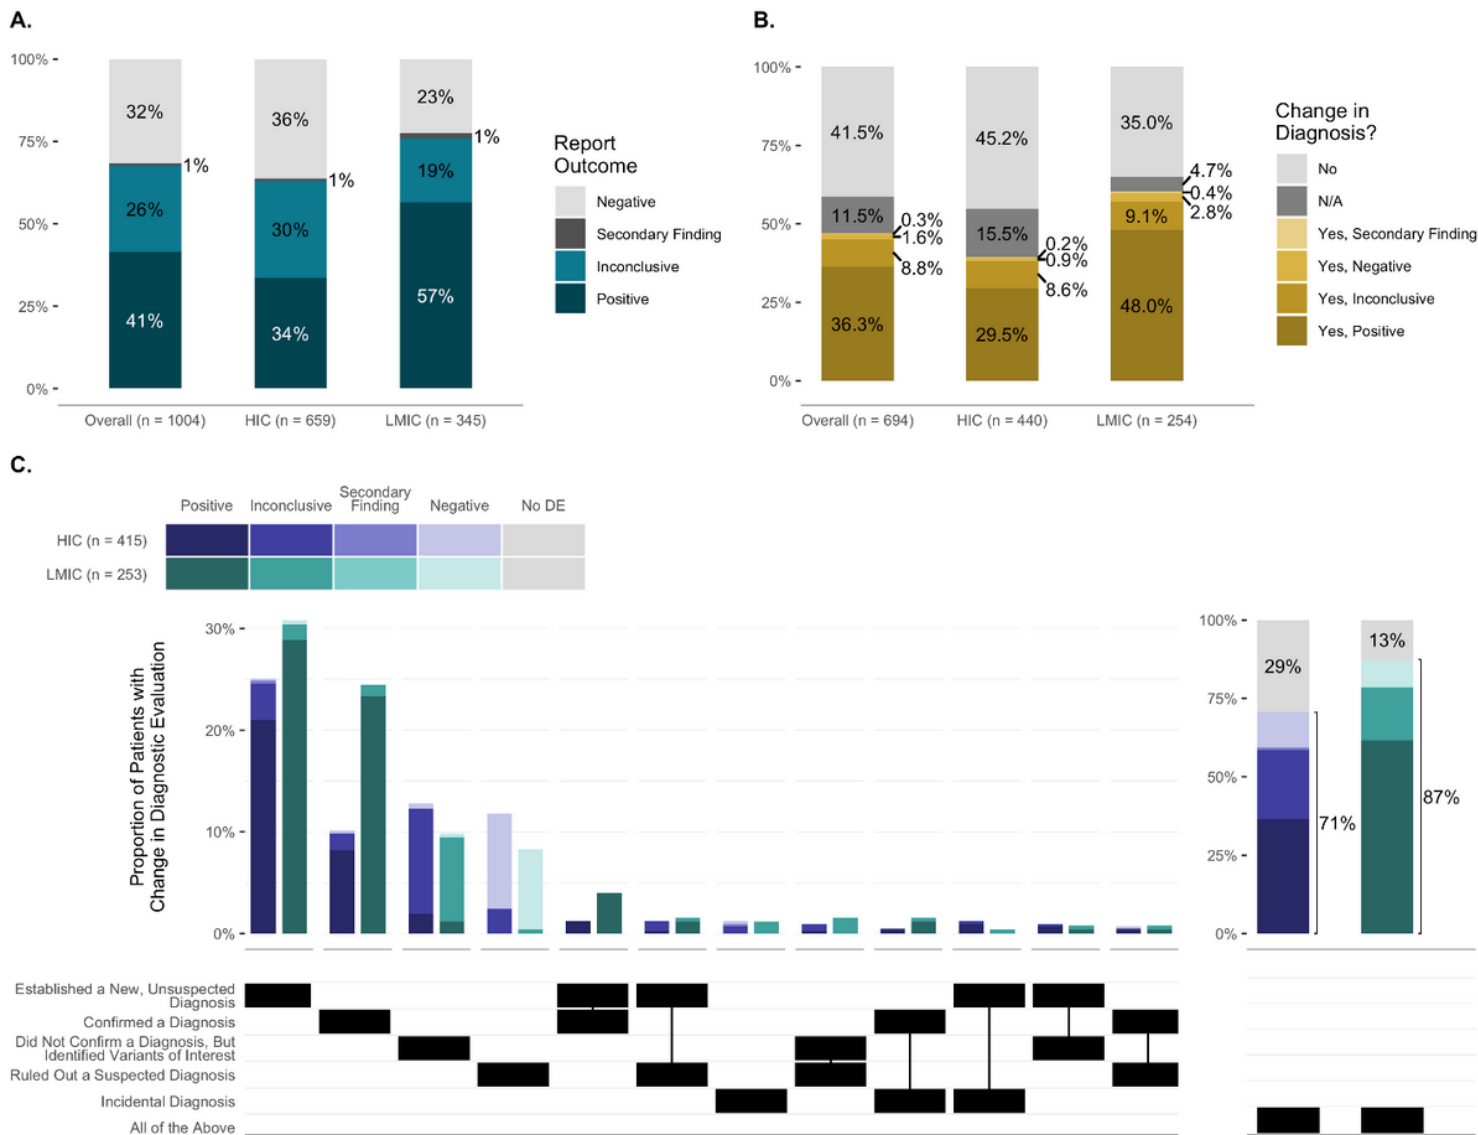 A.
100%
75%
50%
25%
0%
32%
1%
26%
41%
36%
1%
30%
34%
23%
1%
19%
57%
Overall (n = 1004)
HIC (n = 659)
LMIC (n = 345)
Report
Outcome
Negative
Secondary Finding
Inconclusive
Positive
B.
100%
75%
50%
25%
0%
41.5%
11.5%
0.3%
1.6%
8.8%
36.3%
45.2%
15.5%
0.2%
0.9%
8.6%
29.5%
35.0%
4.7%
0.4%
2.8%
9.1%
48.0%
Overall (n = 694)
HIC (n = 440)
LMIC (n = 254)
Change in
Diagnosis?
No
N/A
Yes, Secondary Finding
Yes, Negative
Yes, Inconclusive
Yes, Positive
C.
Positive
Inconclusive
Secondary
Finding
Negative
No DE
HIC (n = 415)
LMIC (n = 253)
Proportion of Patients with
Change in Diagnostic Evaluation
30%
20%
10%
0%
100%
75%
50%
25%
0%
29%
71%
13%
87%
Established a New, Unsuspected
Diagnosis
Confirmed a Diagnosis
Did Not Confirm a Diagnosis, But
Identified Variants of Interest
Ruled Out a Suspected Diagnosis
Incidental Diagnosis
All of the Above